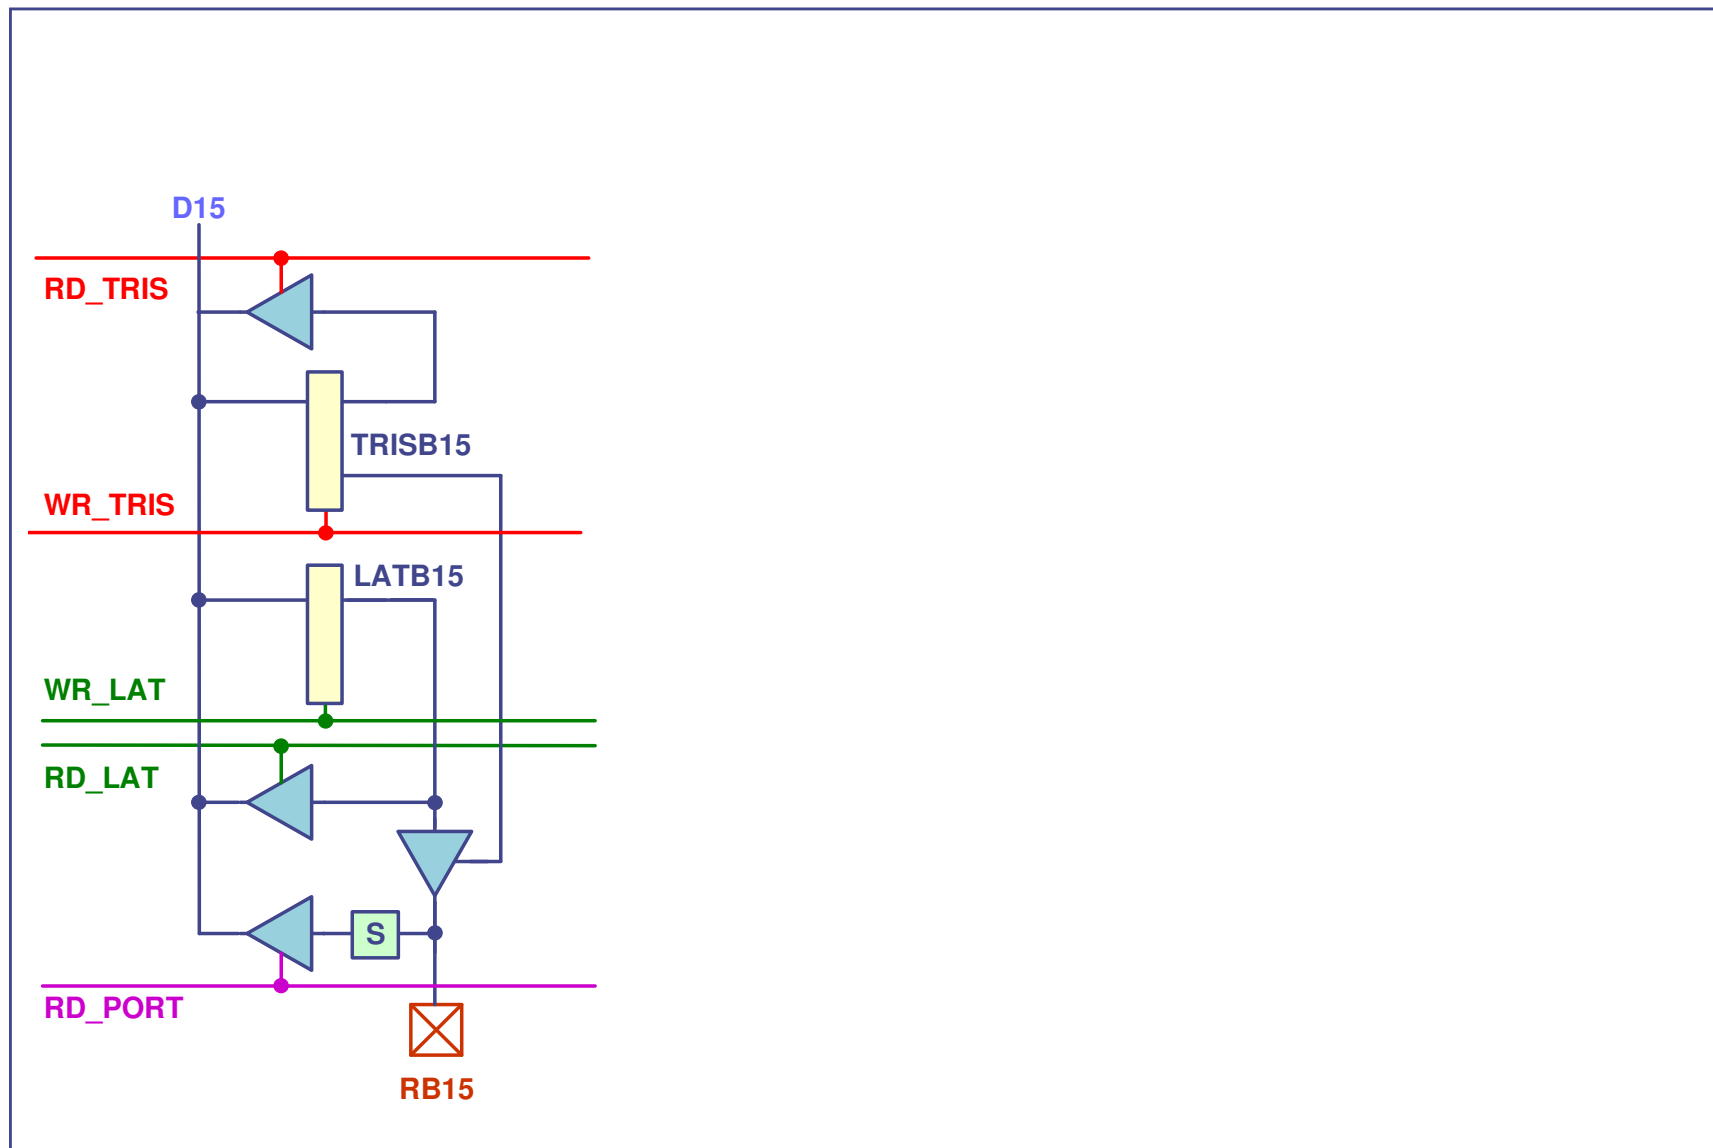 D15
RD_TRIS
TRISB15
WR_TRIS
LATB15
WR_LAT
RD_LAT
S
RD_PORT
RB15